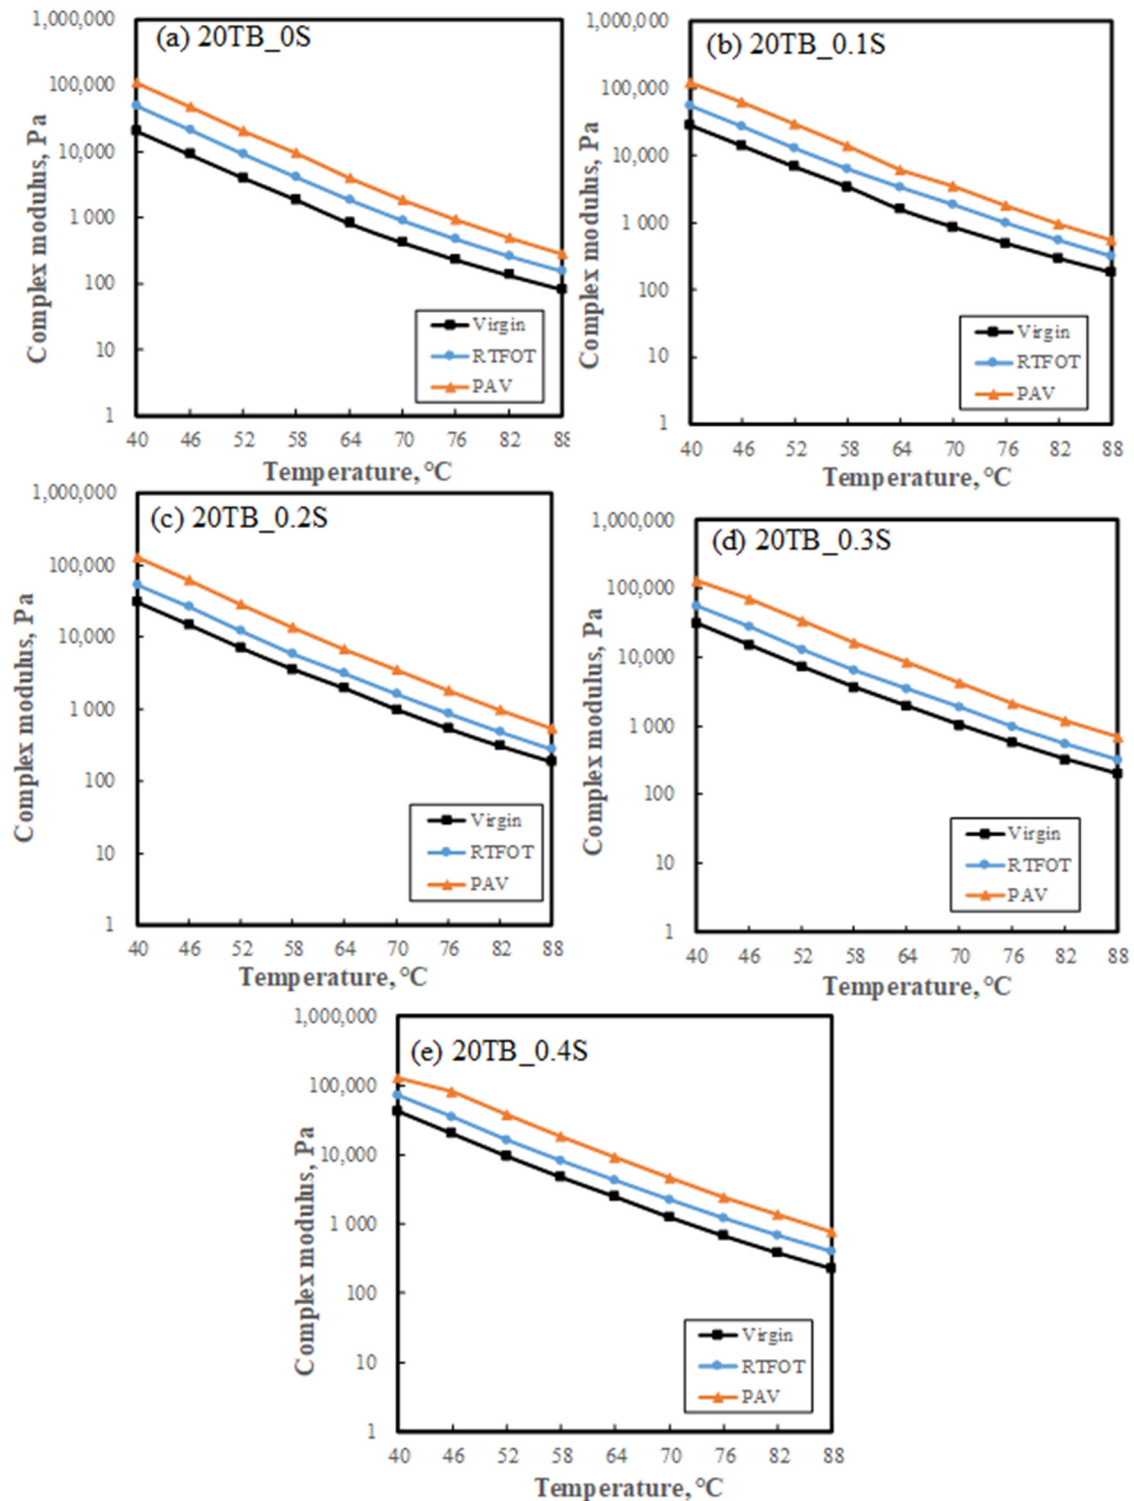 (a) 20TB_0S
1,000,000
100,000
10,000
1 000
100
10
1
Complex modulus, Pa
Virgin
RTFOT
PAV
40 46 52 58 64 70 76 82 88
Temperature, °C
(b) 20TB_0.1S
1,000,000
100,000
10,000
1 000
100
10
1
Complex modulus, Pa
Virgin
RTFOT
PAV
40 46 52 58 64 70 76 82 88
Temperature, °C
(c) 20TB_0.2S
1,000,000
100,000
10,000
1 000
100
10
1
Complex modulus, Pa
Virgin
RTFOT
PAV
40 46 52 58 64 70 76 82 88
Temperature, °C
(d) 20TB_0.3S
1,000,000
100,000
10,000
1 000
100
10
1
Complex modulus, Pa
Virgin
RTFOT
PAV
40 46 52 58 64 70 76 82 88
Temperature, °C
(e) 20TB_0.4S
1,000,000
100,000
10,000
1 000
100
10
1
Complex modulus, Pa
Virgin
RTFOT
PAV
40 46 52 58 64 70 76 82 88
Temperature, °C